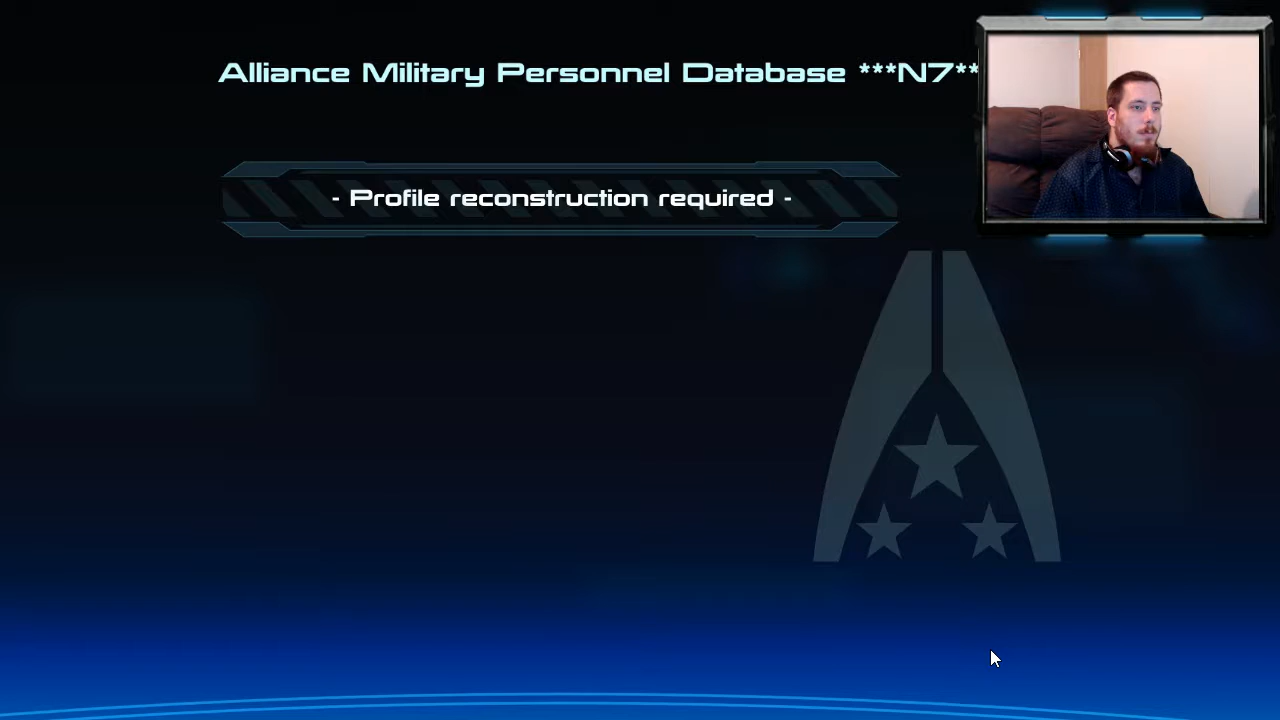 Alliance Military Personnel Database ***N7**
- Profile reconstruction required -